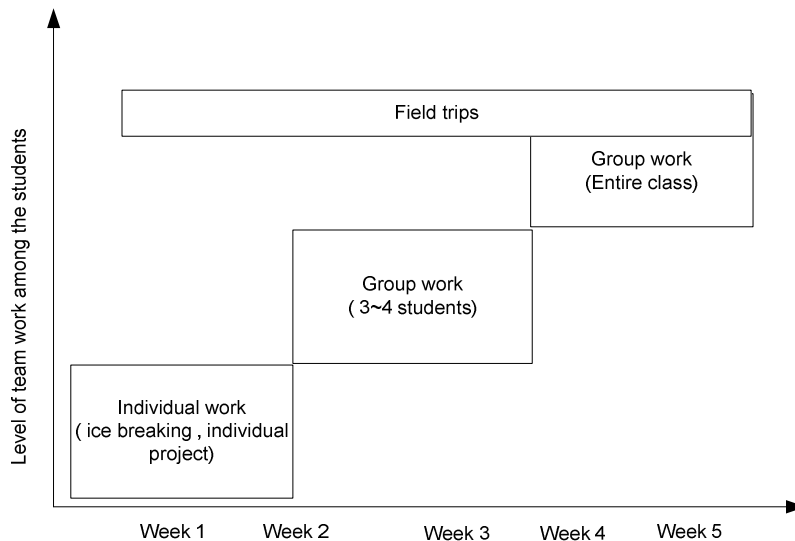 Field trips
Group work
(Entire class)
Group work
( 3~4 students)
Individual work
( ice breaking , individual
project)
Level of team work among the students
Week 1
Week 2
Week 3
Week 4
Week 5